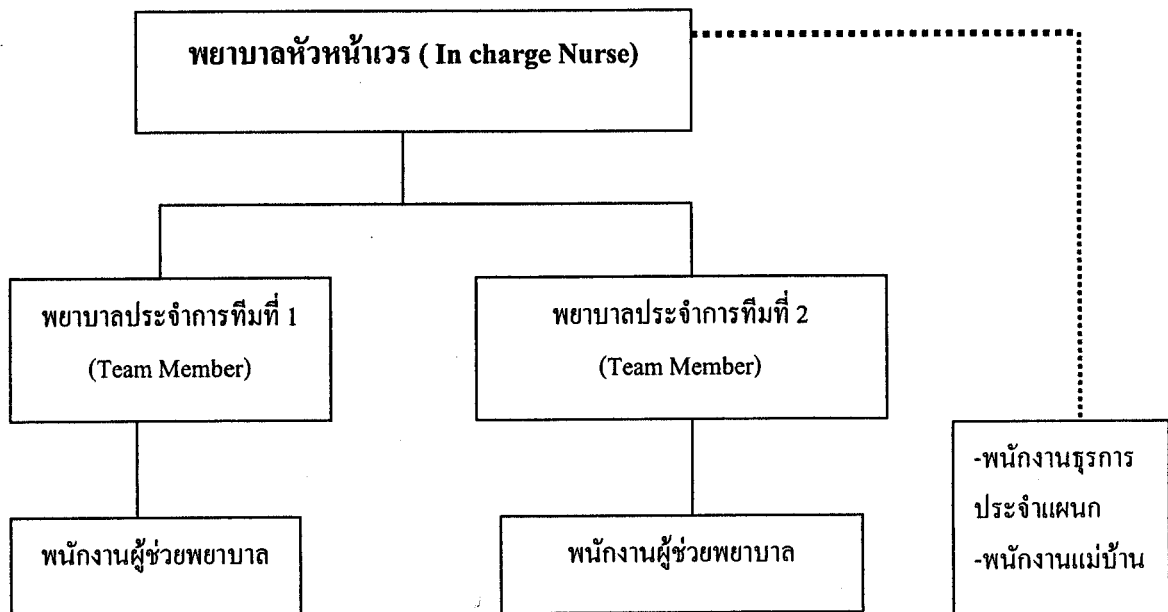 พยาบาลหัวหน้าเวร ( In charge Nurse)
พยาบาลประจำการทีมที่ 1
(Team Member)
พยาบาลประจำการทีมที่ 2
(Team Member)
พนักงานผู้ช่วยพยาบาล
พนักงานผู้ช่วยพยาบาล
-พนักงานธุรการ
ประจำแผนก
-พนักงานแม่บ้าน